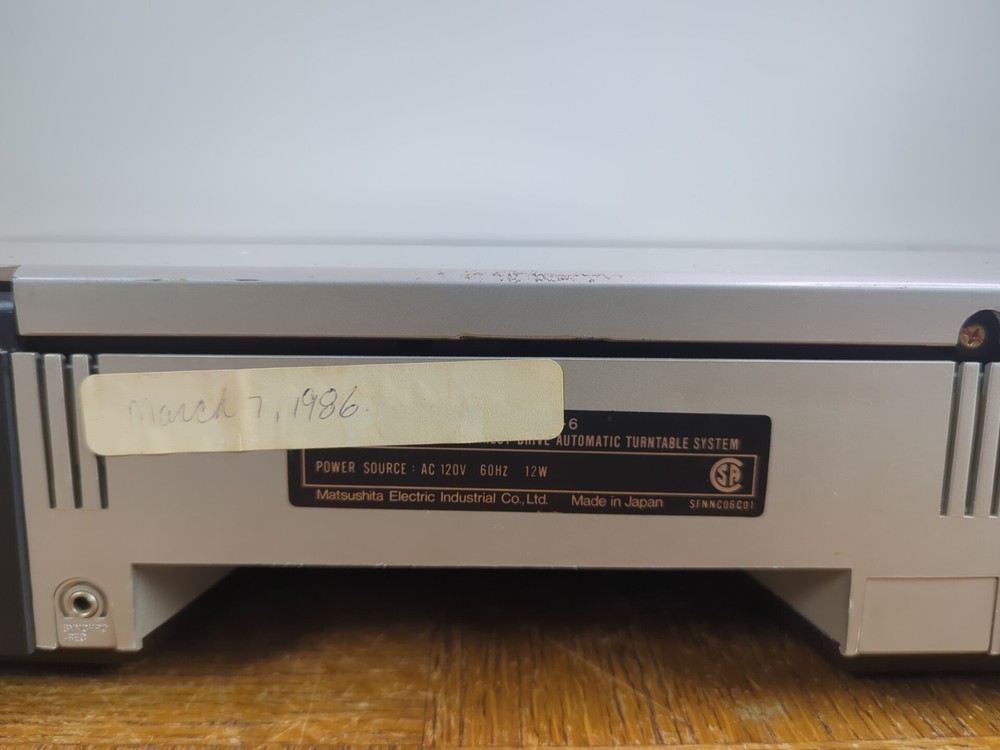 March 7, 1986.
-6
DRIVE AUTOMATIC TURNTABLE SYSTEM
POWER SOURCE : AC 120V 60Hz 12W
SA
Matsushita Electric Industrial Co., Ltd. Made in Japan SFNNC06C01